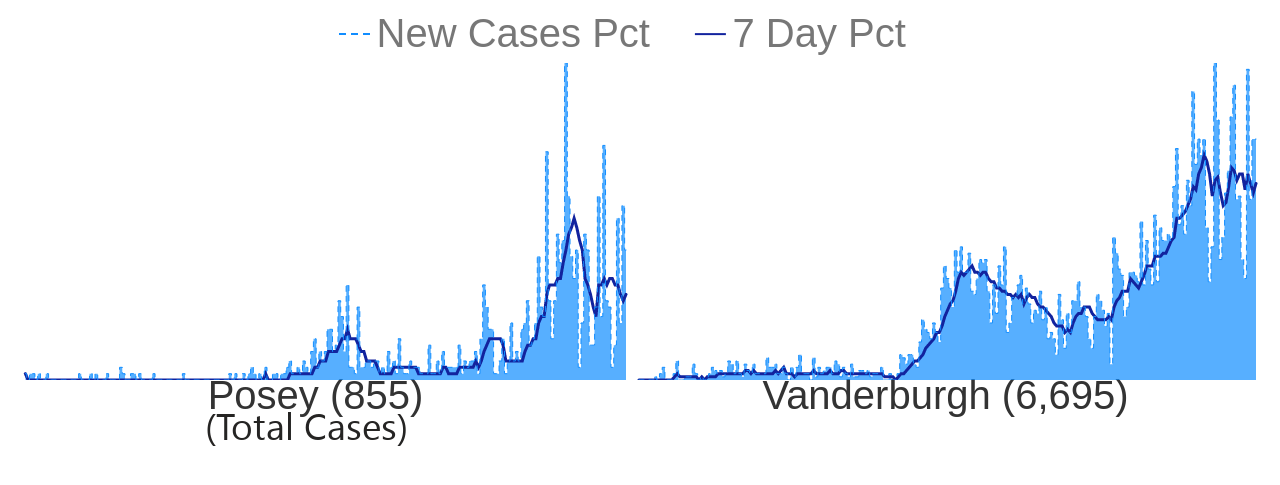 New Cases Pct 7 Day Pct
Posey (855) Vanderburgh (6,695)
(Total Cases)